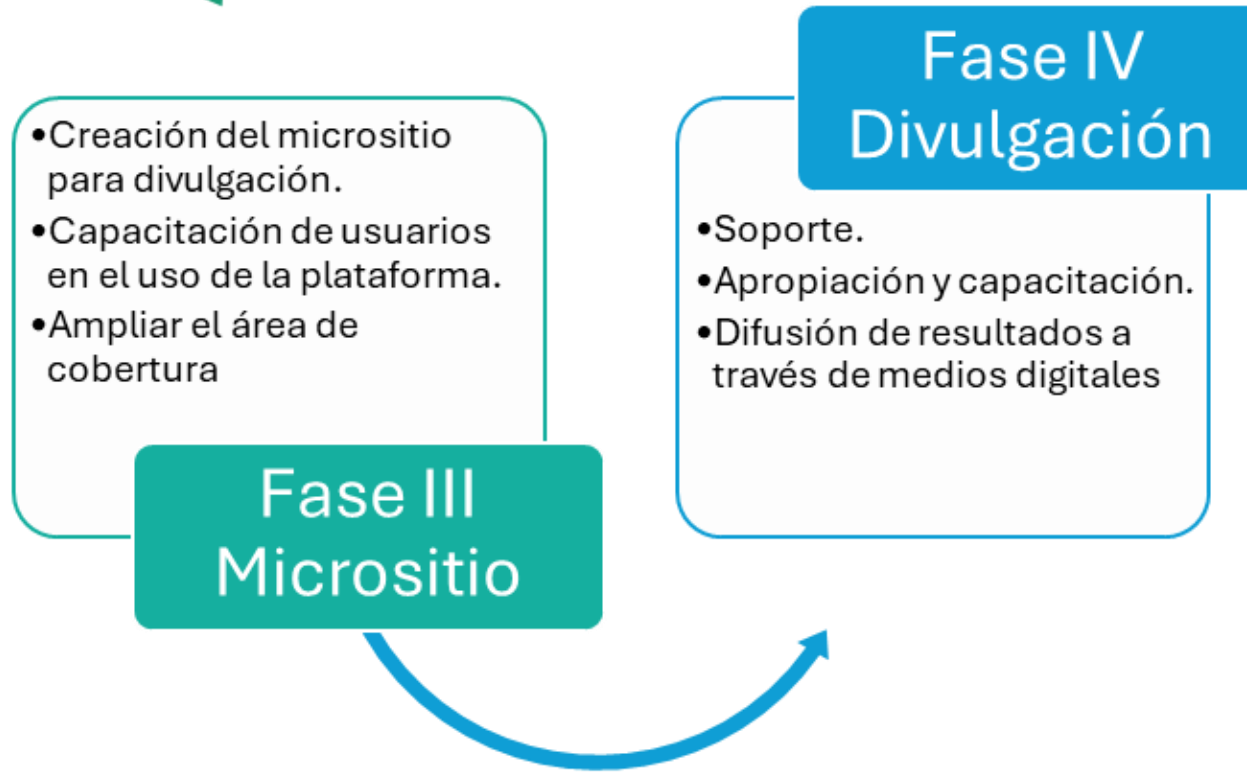 •Creación del micrositio
para divulgación.
•Capacitación de usuarios
en el uso de la plataforma.
•Ampliar el área de
cobertura
Fase III
Micrositio
Fase IV
Divulgación
•Soporte.
•Apropiación y capacitación.
•Difusión de resultados a
través de medios digitales